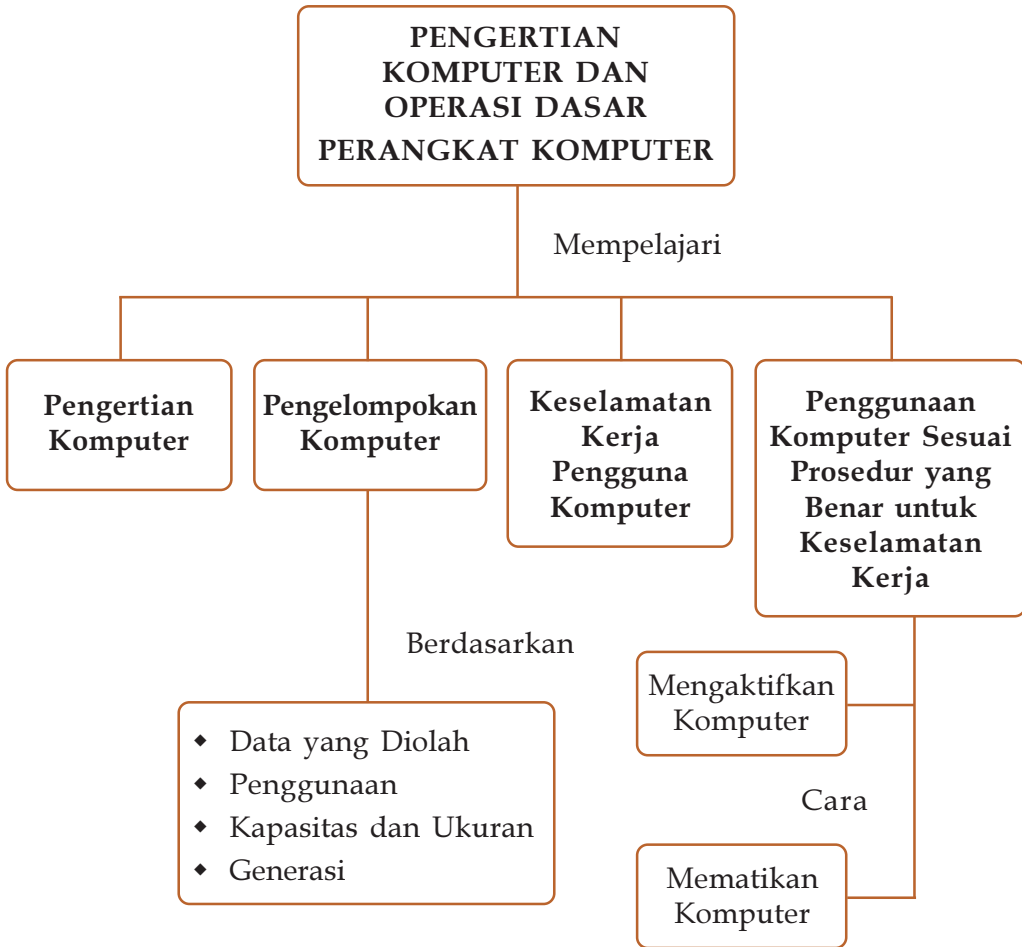 PENGERTIAN
KOMPUTER DAN
OPERASI DASAR
PERANGKAT KOMPUTER
Mempelajari
Pengertian
Komputer
Pengelompokan
Komputer
Keselamatan
Kerja
Pengguna
Komputer
Penggunaan
Komputer Sesuai
Prosedur yang
Benar untuk
Keselamatan
Kerja
Berdasarkan
◆ Data yang Diolah
◆ Penggunaan
◆ Kapasitas dan Ukuran
◆ Generasi
Mengaktifkan
Komputer
Cara
Mematikan
Komputer